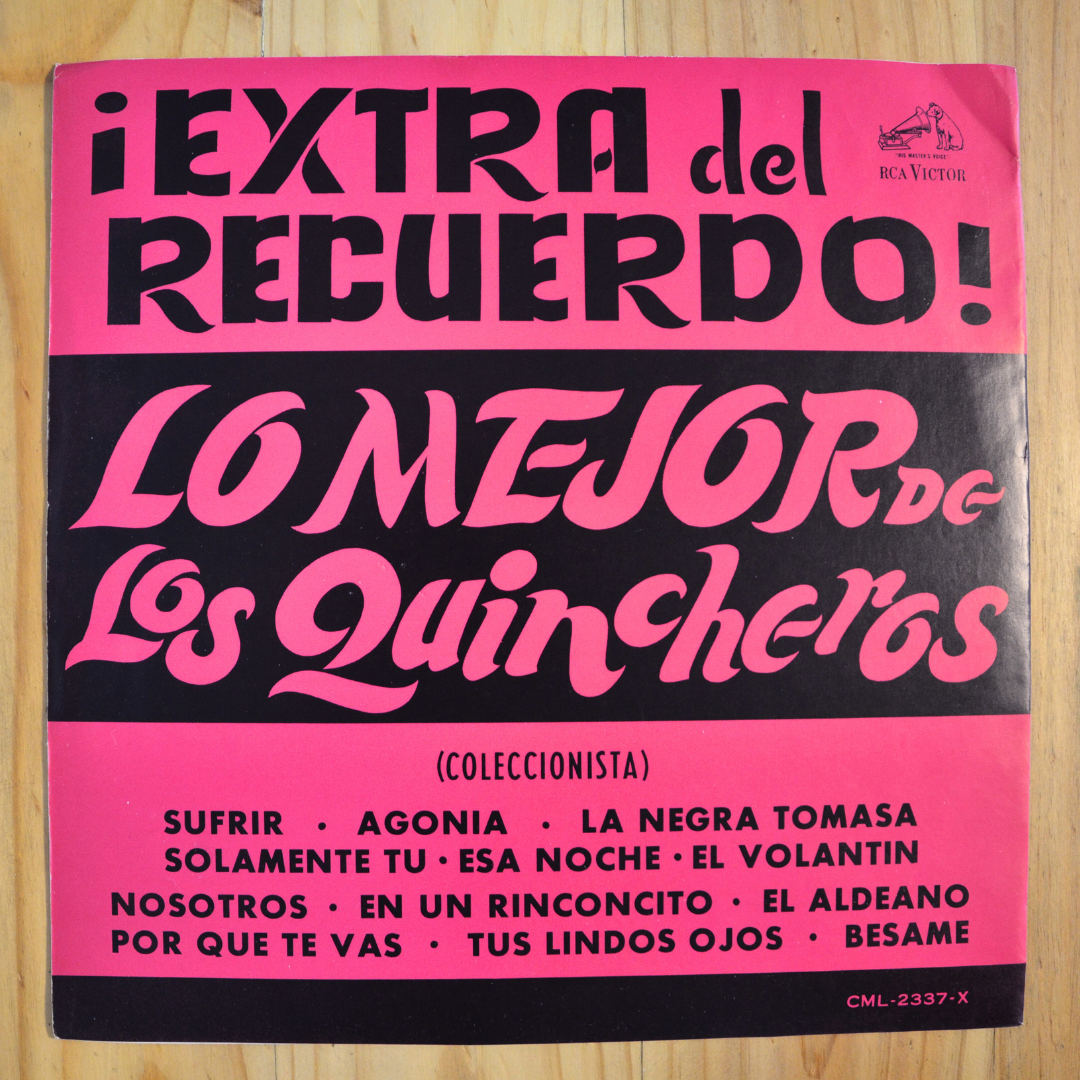 ¡EXTRA del
RECUERDO!
"HIS MASTER'S VOICE"
RCA VICTOR
LO MEJOR DE
LOS QUINCHEROS
(COLECCIONISTA)
SUFRIR · AGONIA · LA NEGRA TOMASA
SOLAMENTE TU · ESA NOCHE · EL VOLANTIN
NOSOTROS · EN UN RINCONCITO · EL ALDEANO
POR QUE TE VAS · TUS LINDOS OJOS · BESAME
CML-2337-X